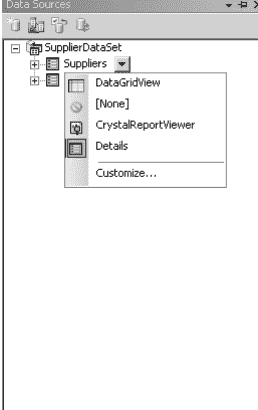 Data Sources
SupplierDataSet
Suppliers
DataGridView
[None]
CrystalReportViewer
Details
Customize...